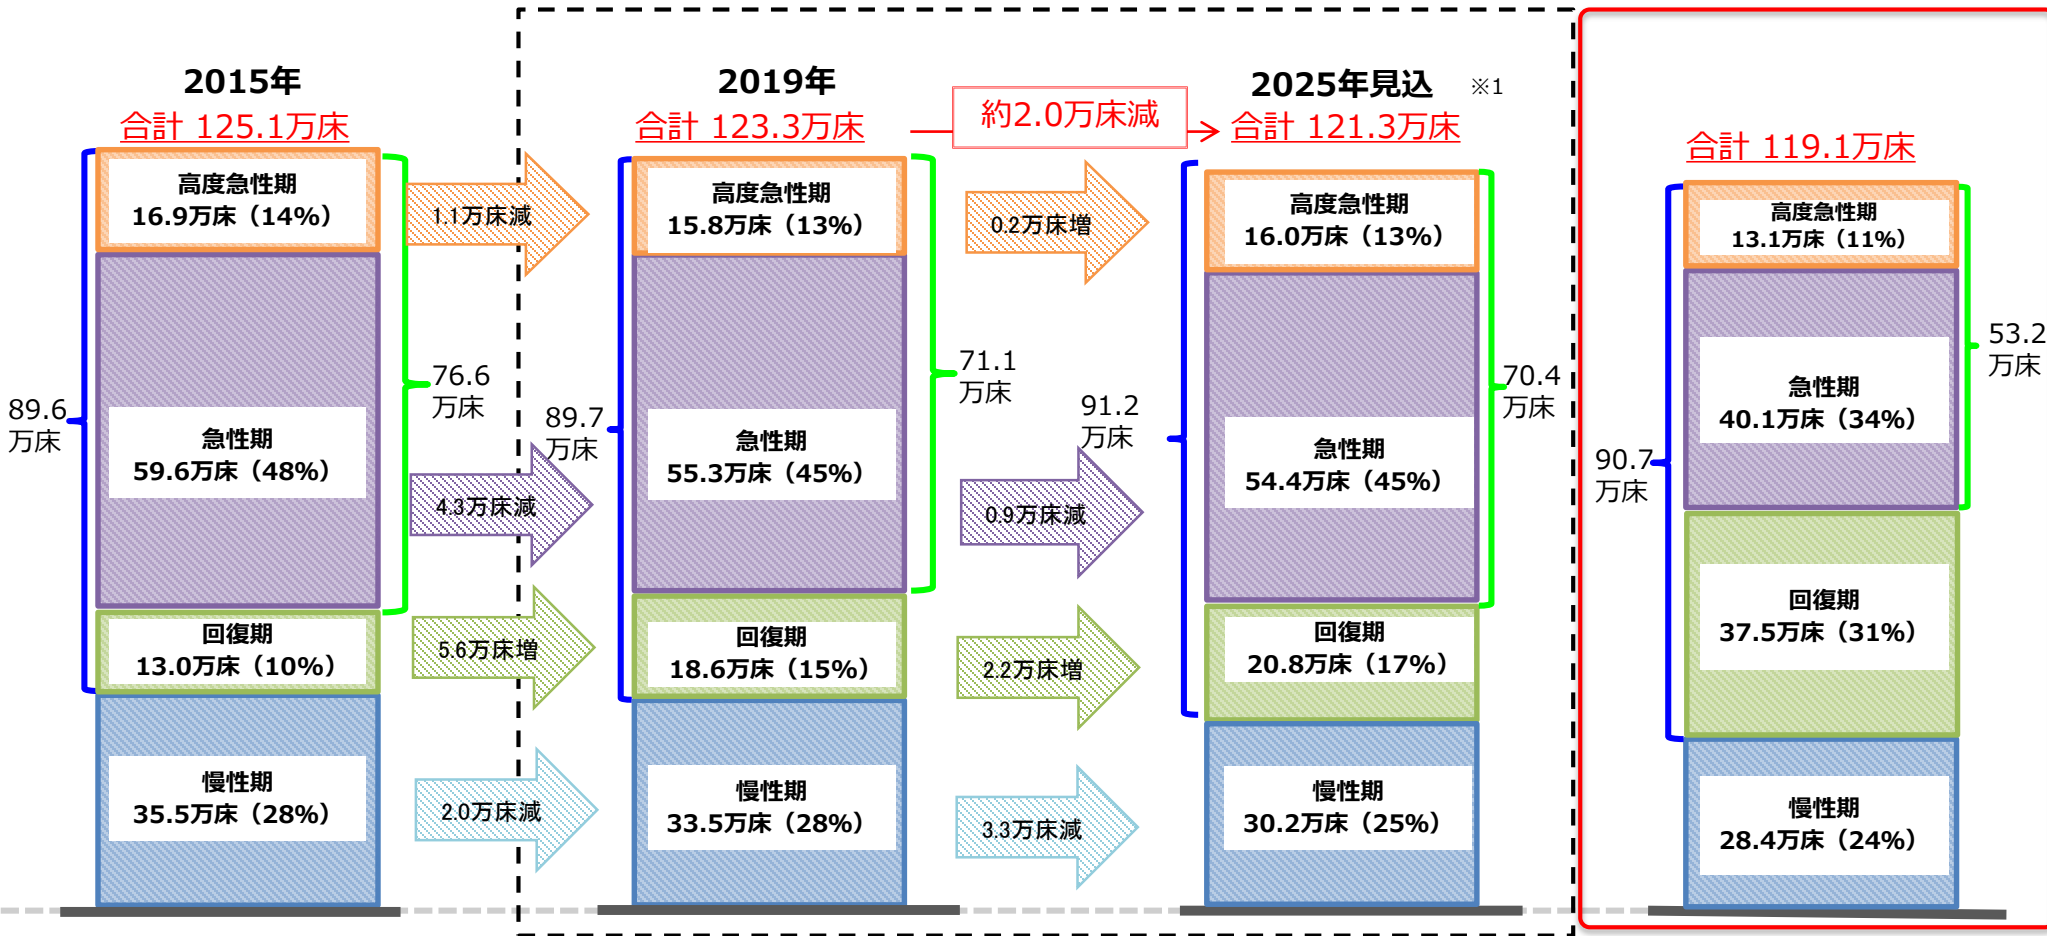 2015年
合計 125.1万床
高度急性期
16.9万床（14%）
急性期
59.6万床（48%）
回復期
13.0万床（10%）
慢性期
35.5万床（28%）
89.6
万床
76.6
万床
1.1万床減
4.3万床減
5.6万床増
2.0万床減
2019年
合計 123.3万床
高度急性期
15.8万床（13%）
急性期
55.3万床（45%）
回復期
18.6万床（15%）
慢性期
33.5万床（28%）
89.7
万床
71.1
万床
約2.0万床減
0.2万床増
0.9万床減
2.2万床増
3.3万床減
2025年見込 ※1
合計 121.3万床
高度急性期
16.0万床（13%）
急性期
54.4万床（45%）
回復期
20.8万床（17%）
慢性期
30.2万床（25%）
91.2
万床
70.4
万床
合計 119.1万床
高度急性期
13.1万床（11%）
急性期
40.1万床（34%）
回復期
37.5万床（31%）
慢性期
28.4万床（24%）
90.7
万床
53.2
万床